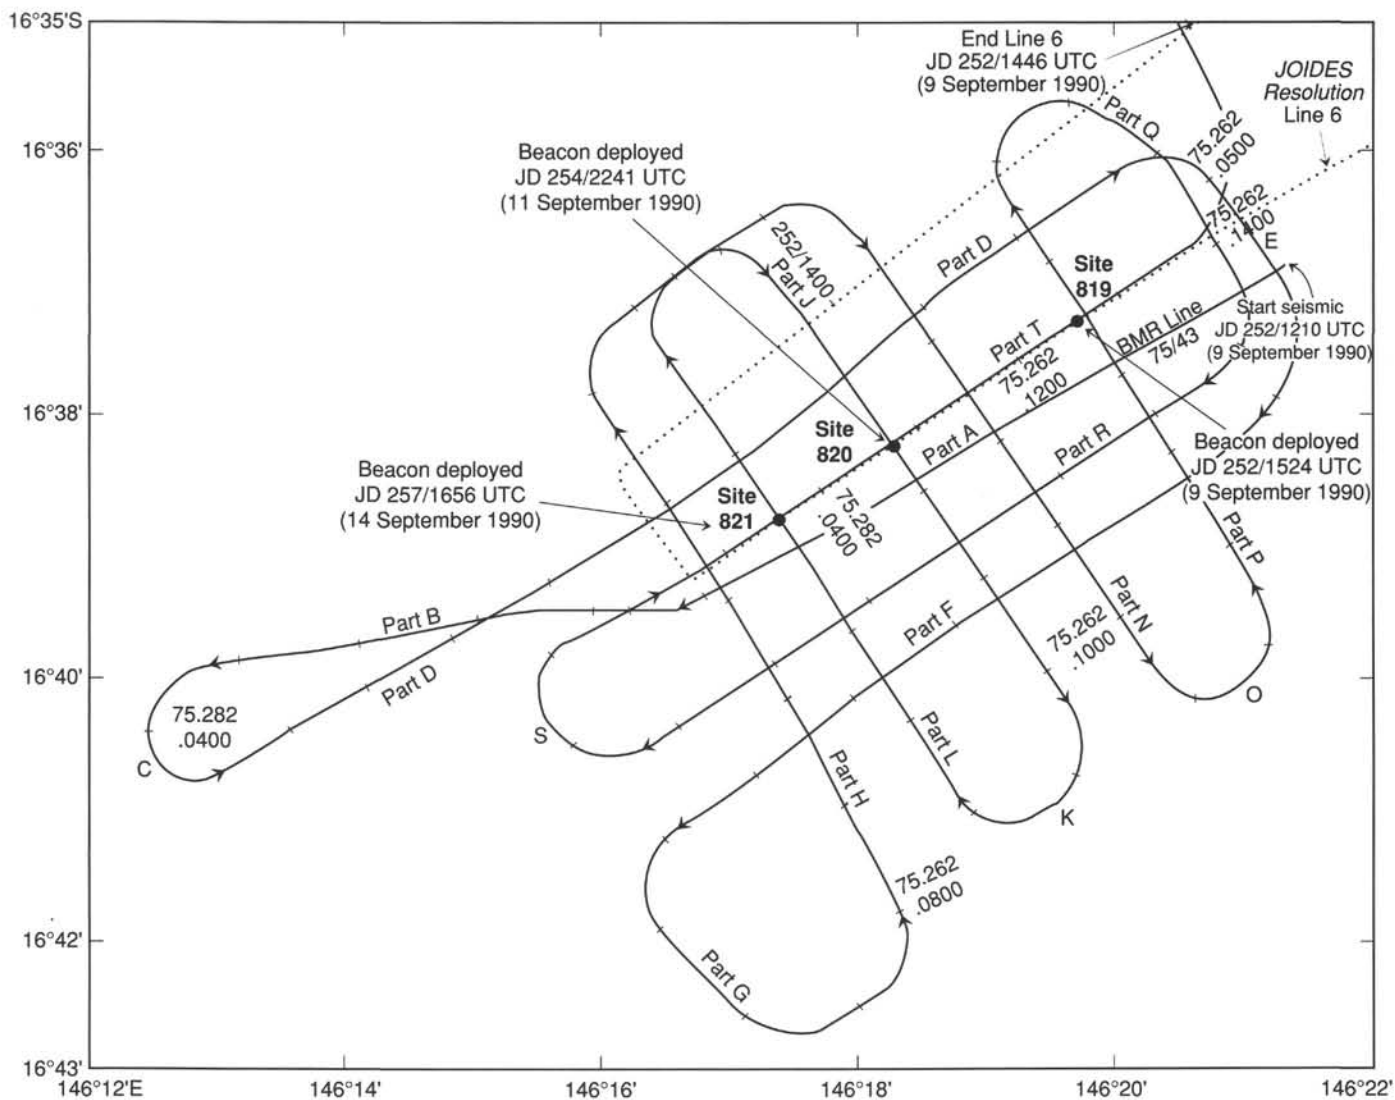 16°35'S
End Line 6
JD 252/1446 UTC
(9 September 1990)
JOIDES
Resolution
Line 6
Part Q
75.262
.0500
16°36'
Beacon deployed
JD 254/2241 UTC
(11 September 1990)
75.262
.1400
E
252/1400
Part J
Part D
Site
819
Start seismic
JD 252/1210 UTC
(9 September 1990)
Part T
BMR Line
75/43
75.262
.1200
16°38'
Site
820
Part A
Part R
Beacon deployed
JD 252/1524 UTC
(9 September 1990)
Beacon deployed
JD 257/1656 UTC
(14 September 1990)
Site
821
75.282
.0400
Part P
Part B
Part F
Part N
75.262
.1000
16°40'
Part D
O
75.282
.0400
C
S
Part L
Part H
K
75.262
.0800
16°42'
Part G
16°43'
146°12'E
146°14'
146°16'
146°18'
146°20'
146°22'